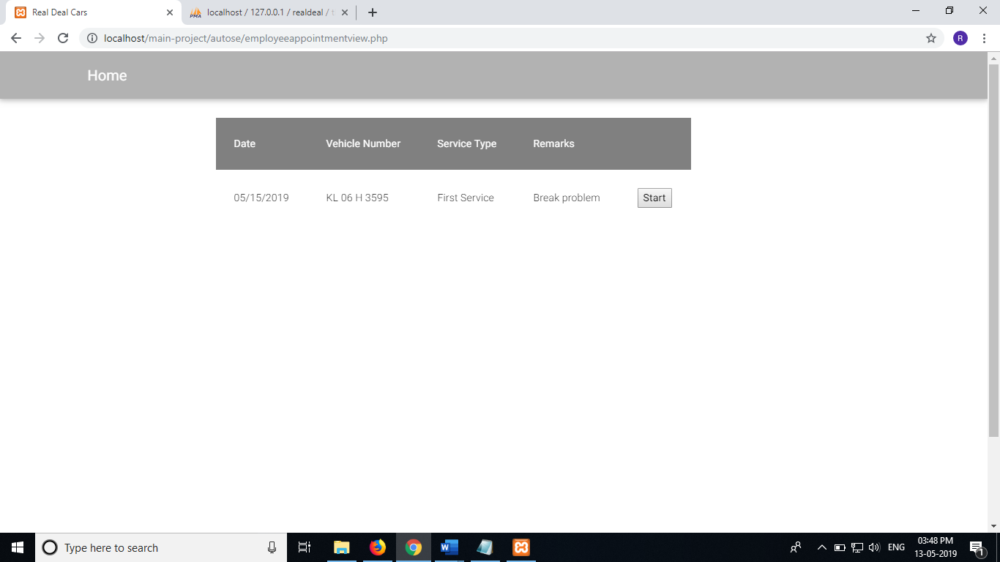 Real Deal Cars
localhost / 127.0.0.1 / realdeal /
localhost/main-project/autose/employeeappointmentview.php
R
Home
Date Vehicle Number Service Type Remarks
05/15/2019 KL 06 H 3595 First Service Break problem Start
Type here to search
ENG
03:48 PM
13-05-2019
1